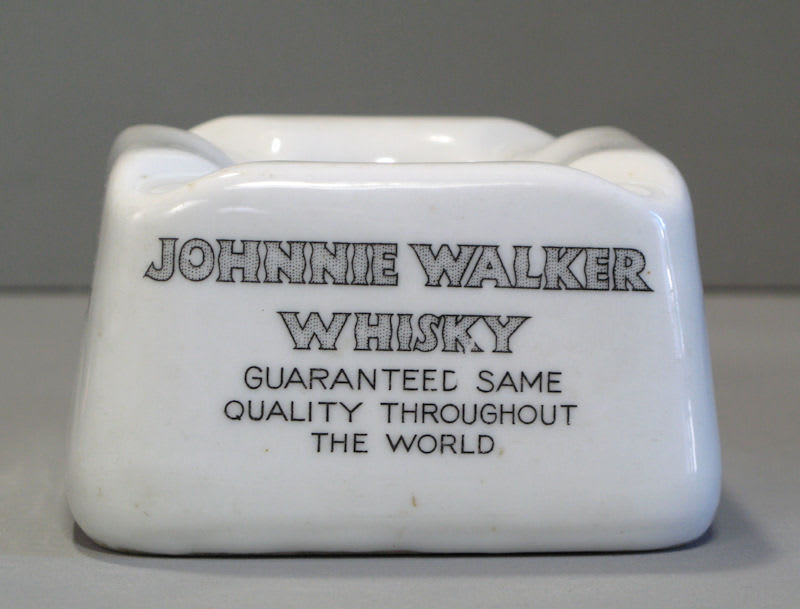 JOHNNIE WALKER
WHISKY
GUARANTEED SAME
QUALITY THROUGHOUT
THE WORLD